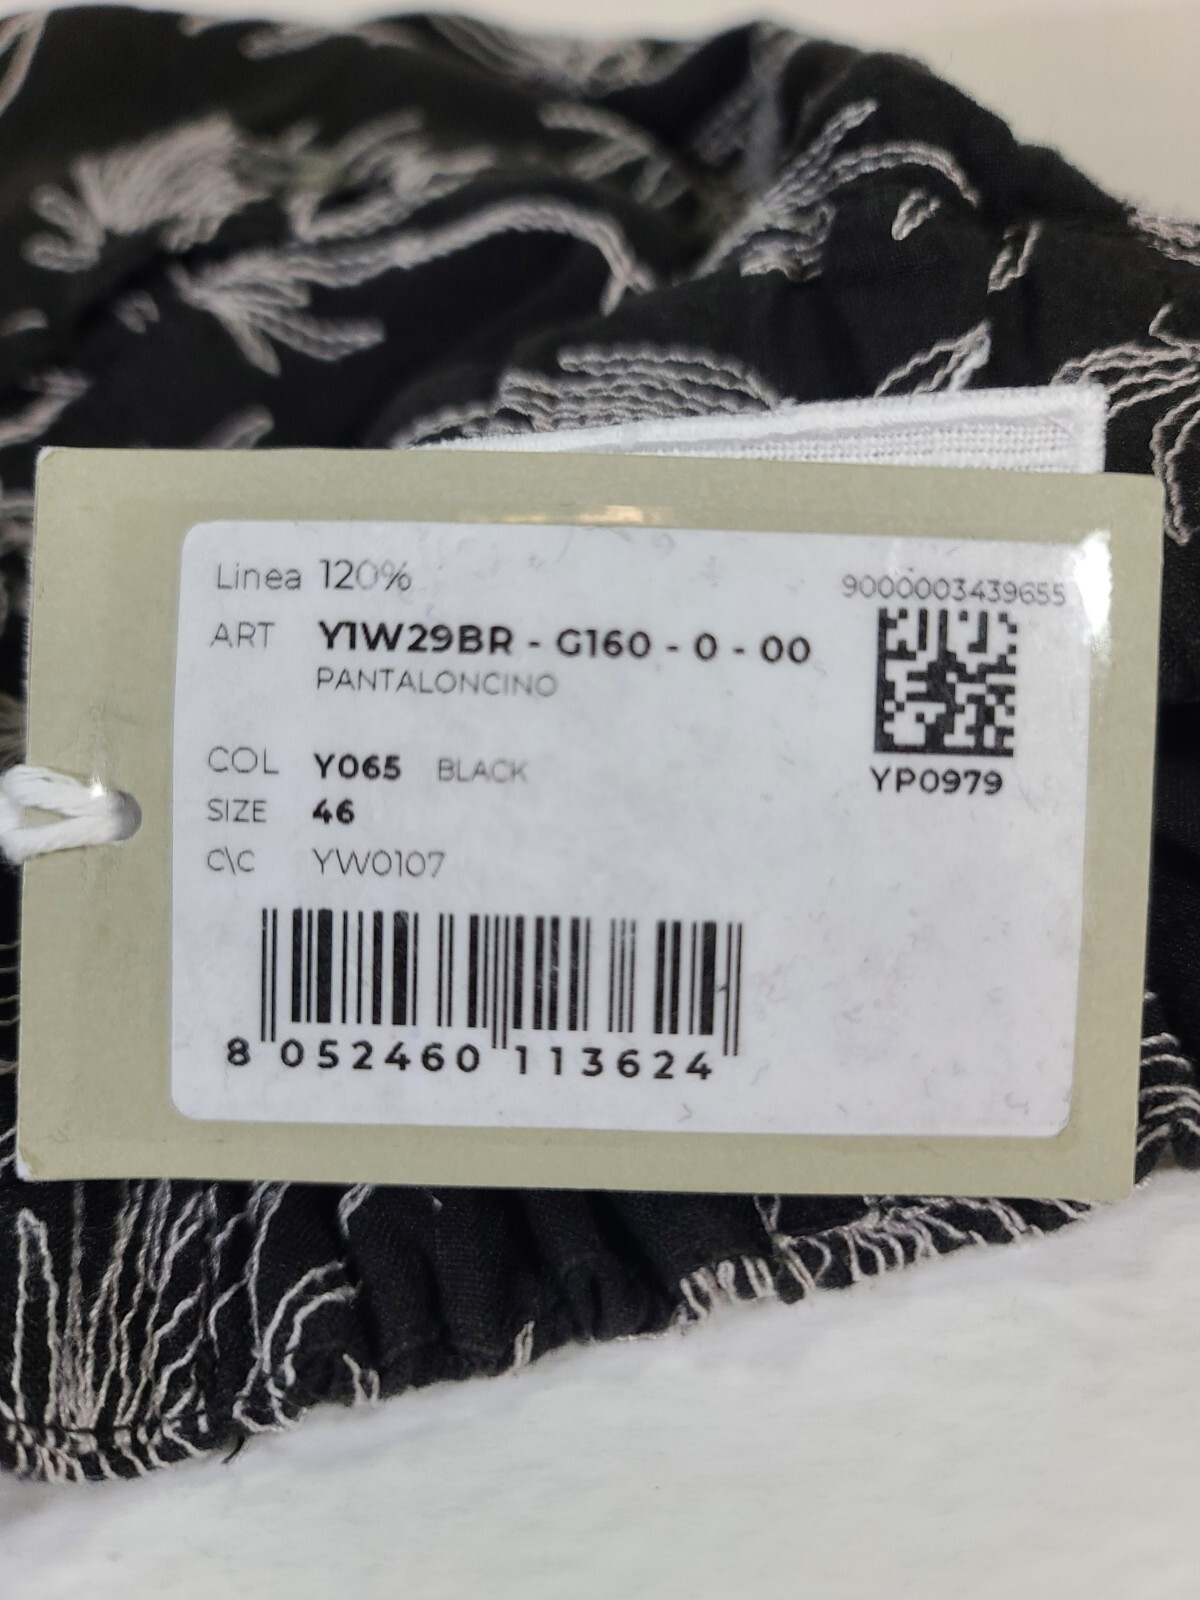 Linea 120%
9000003439655
ART Y1W29BR - G160 - 0 - 00
PANTALONCINO
COL Y065 BLACK
YP0979
SIZE 46
C\C YW0107
8 052460 113624